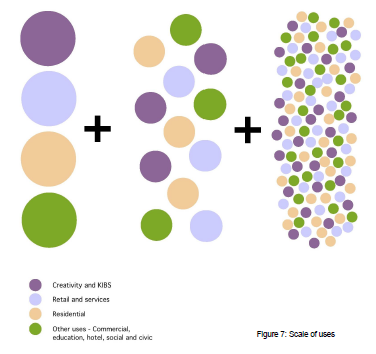 Creativity and KIBS
Retail and services
Residential
Other uses - Commercial,
education, hotel, social and civic
Figure 7: Scale of uses